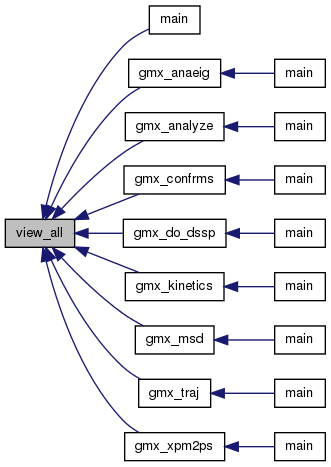 main
gmx_anaeig main
gmx_analyze main
gmx_confrms main
view_all gmx_do_dssp main
gmx_kinetics main
gmx_msd main
gmx_traj main
gmx_xpm2ps main